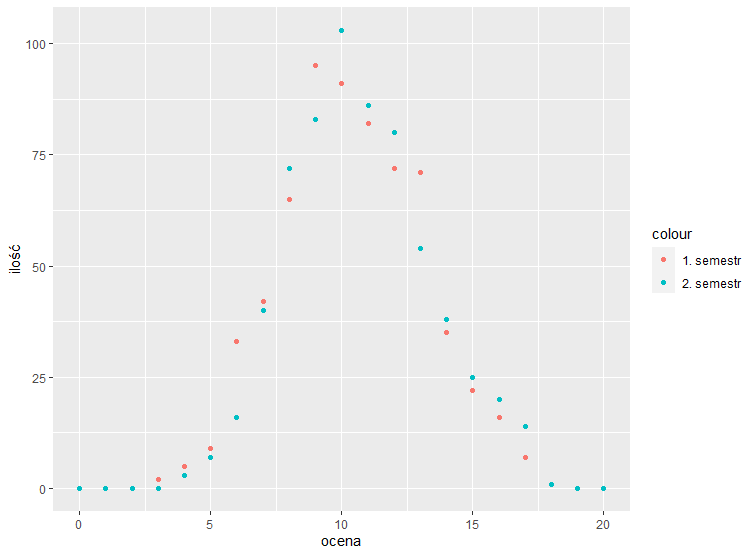 100
75
50
25
0
ilość
0 5 10 15 20
ocena
colour
1. semestr
2. semestr